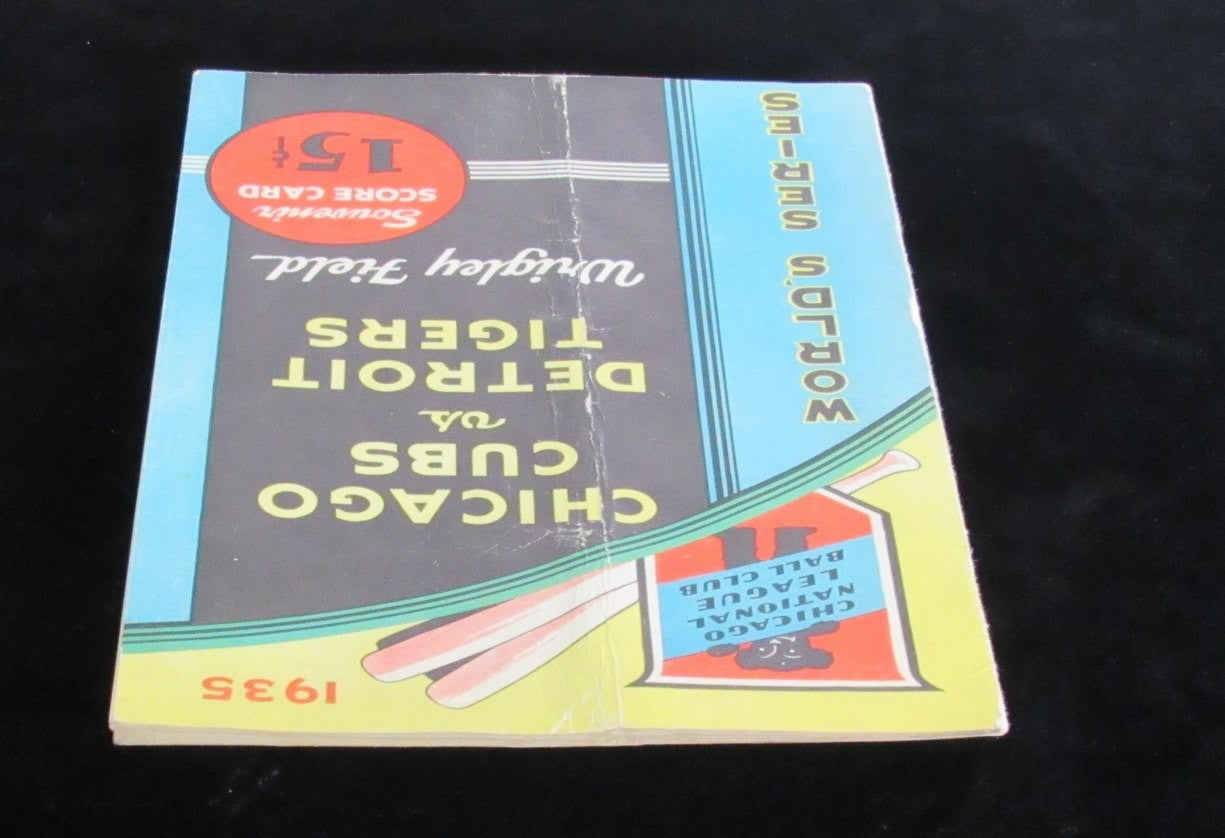 1935
CHICAGO
NATIONAL
LEAGUE
BALL CLUB
WORLD'S SERIES
CHICAGO
CUBS
vs
DETROIT
TIGERS
Wrigley Field
Souvenir
SCORE CARD
15¢